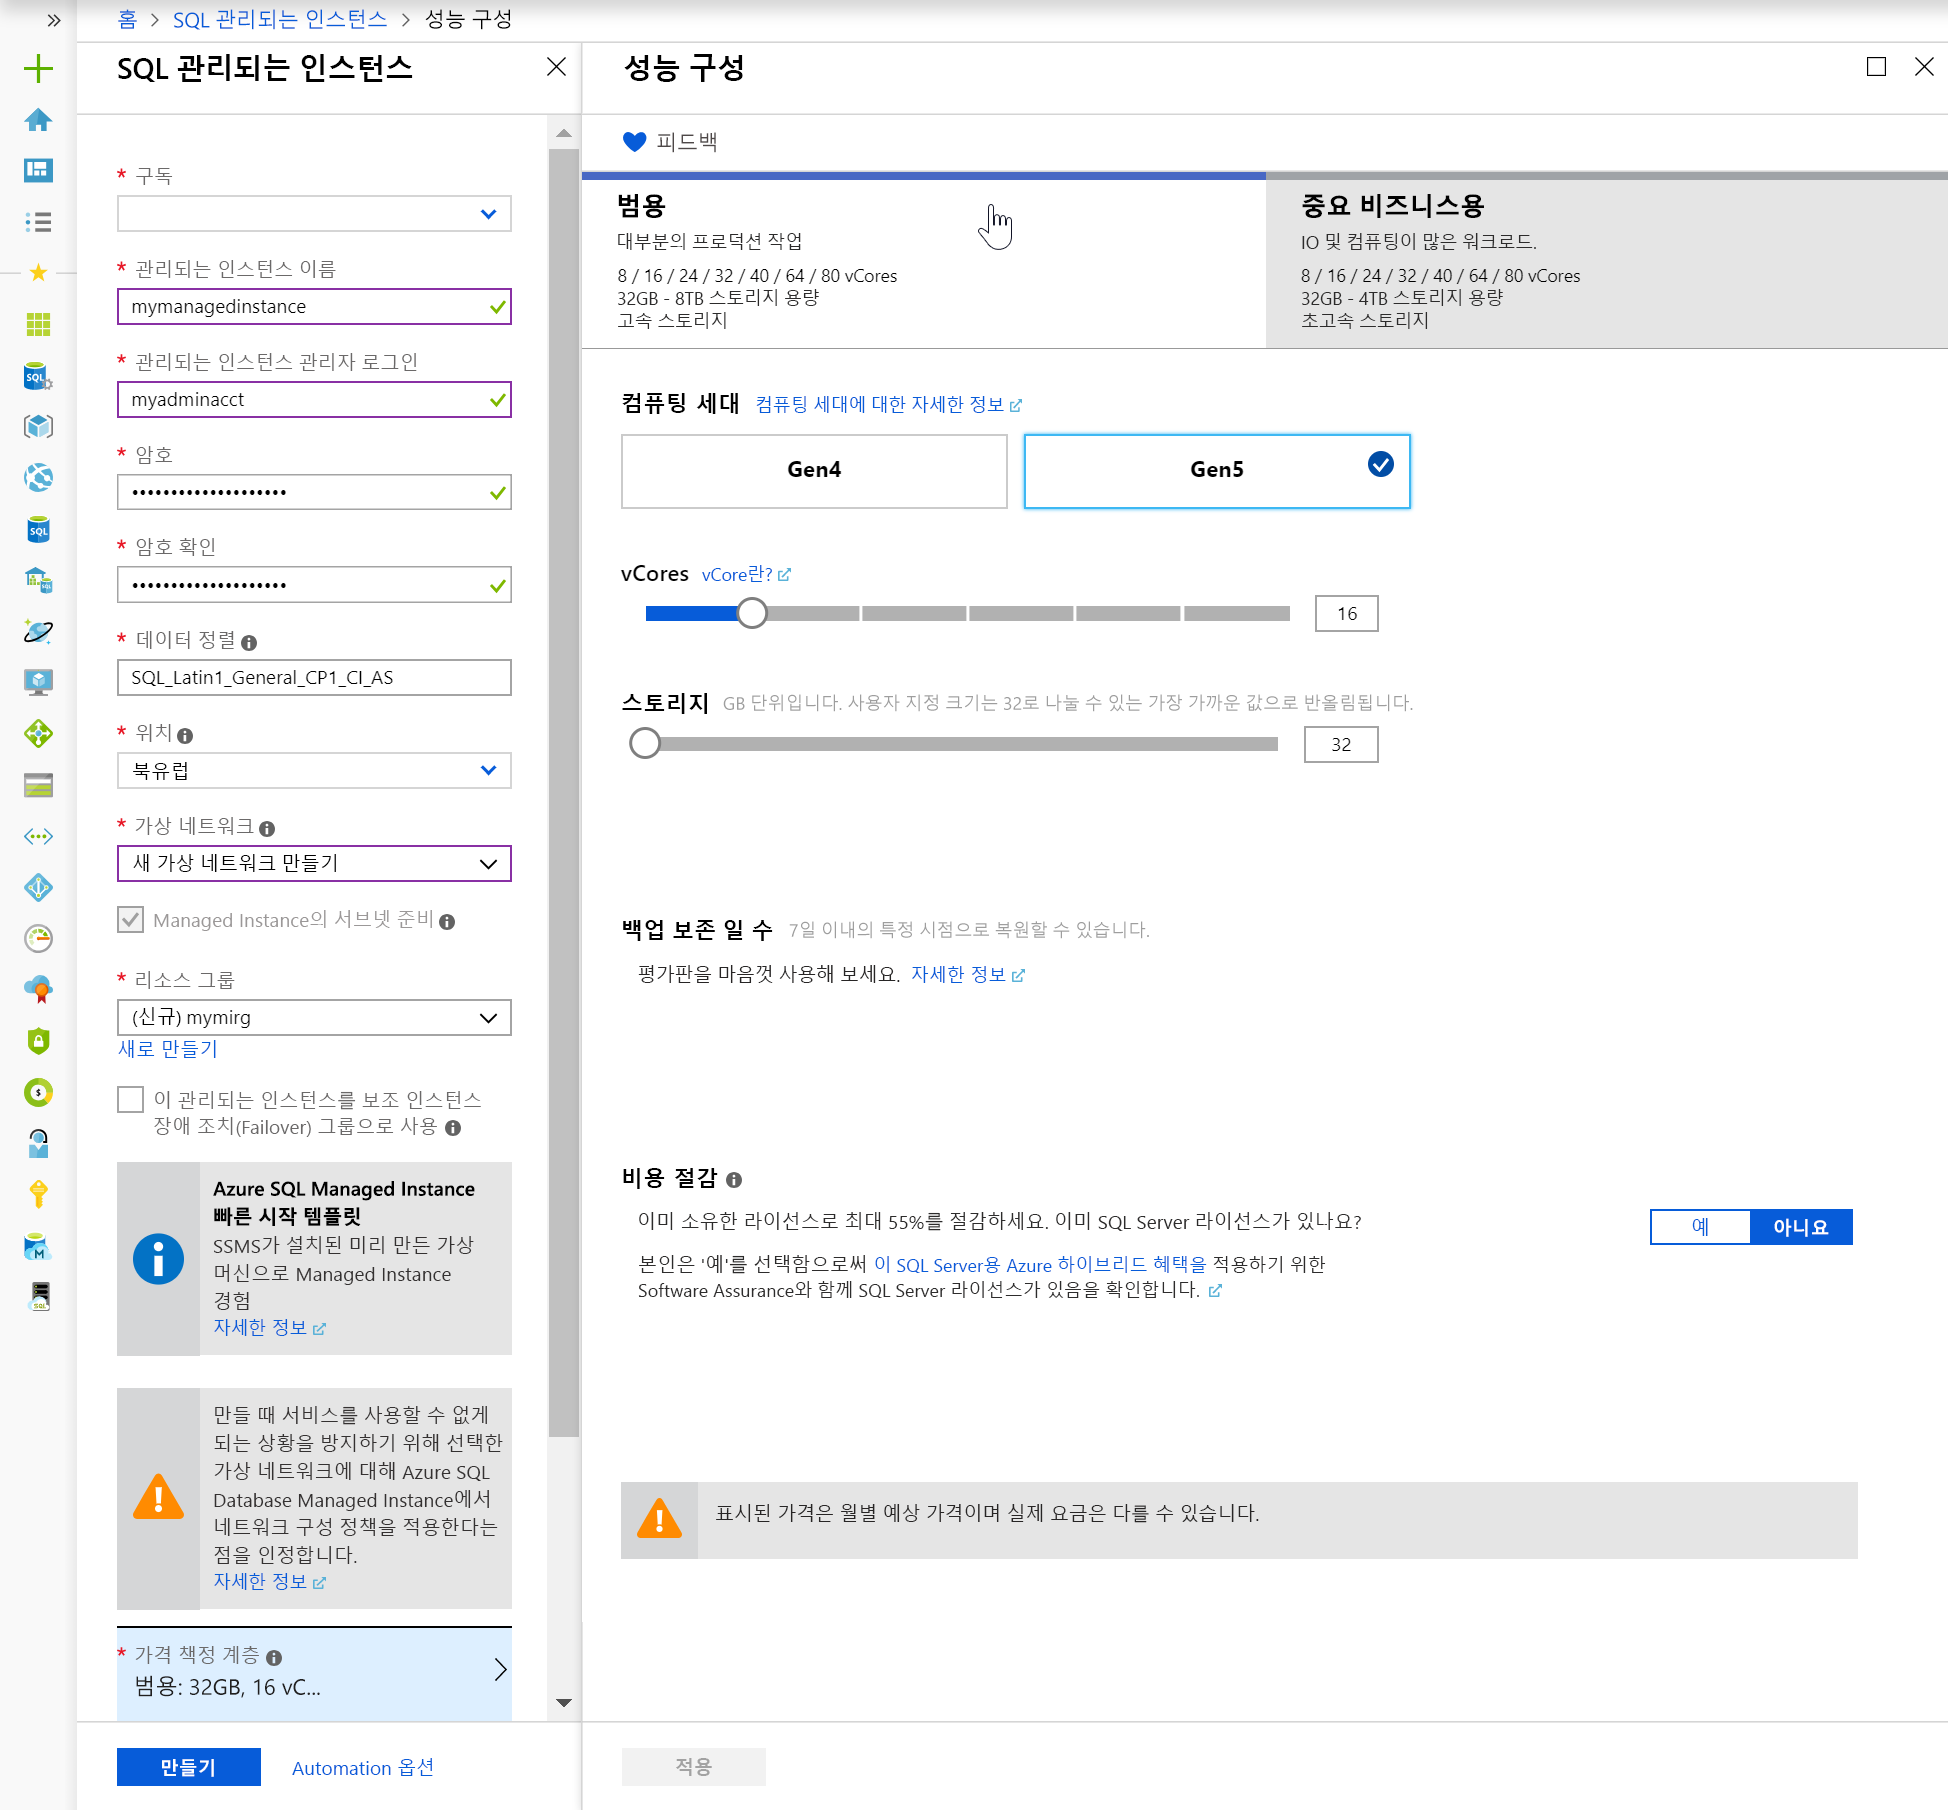 홈 > SQL 관리되는 인스턴스 > 성능 구성
SQL 관리되는 인스턴스
* 구독
* 관리되는 인스턴스 이름
mymanagedinstance
* 관리되는 인스턴스 관리자 로그인
myadminacct
* 암호
••••••••••••••••••••
* 암호 확인
••••••••••••••••••••
* 데이터 정렬
SQL_Latin1_General_CP1_CI_AS
* 위치
북유럽
* 가상 네트워크
새 가상 네트워크 만들기
Managed Instance의 서브넷 준비
* 리소스 그룹
(신규) mymirg
새로 만들기
이 관리되는 인스턴스를 보조 인스턴스
장애 조치(Failover) 그룹으로 사용
Azure SQL Managed Instance
빠른 시작 템플릿
SSMS가 설치된 미리 만든 가상
머신으로 Managed Instance
경험
자세한 정보
만들 때 서비스를 사용할 수 없게
되는 상황을 방지하기 위해 선택한
가상 네트워크에 대해 Azure SQL
Database Managed Instance에서
네트워크 구성 정책을 적용한다는
점을 인정합니다.
자세한 정보
* 가격 책정 계층
범용: 32GB, 16 vC...
만들기
Automation 옵션
성능 구성
피드백
범용
대부분의 프로덕션 작업
8 / 16 / 24 / 32 / 40 / 64 / 80 vCores
32GB - 8TB 스토리지 용량
고속 스토리지
중요 비즈니스용
IO 및 컴퓨팅이 많은 워크로드.
8 / 16 / 24 / 32 / 40 / 64 / 80 vCores
32GB - 4TB 스토리지 용량
초고속 스토리지
컴퓨팅 세대 컴퓨팅 세대에 대한 자세한 정보
Gen4
Gen5
vCores vCore란?
16
스토리지 GB 단위입니다. 사용자 지정 크기는 32로 나눌 수 있는 가장 가까운 값으로 반올림됩니다.
32
백업 보존 일 수 7일 이내의 특정 시점으로 복원할 수 있습니다.
평가판을 마음껏 사용해 보세요. 자세한 정보
비용 절감
이미 소유한 라이선스로 최대 55%를 절감하세요. 이미 SQL Server 라이선스가 있나요?
예 아니요
본인은 '예'를 선택함으로써 이 SQL Server용 Azure 하이브리드 혜택을 적용하기 위한
Software Assurance와 함께 SQL Server 라이선스가 있음을 확인합니다.
표시된 가격은 월별 예상 가격이며 실제 요금은 다를 수 있습니다.
적용